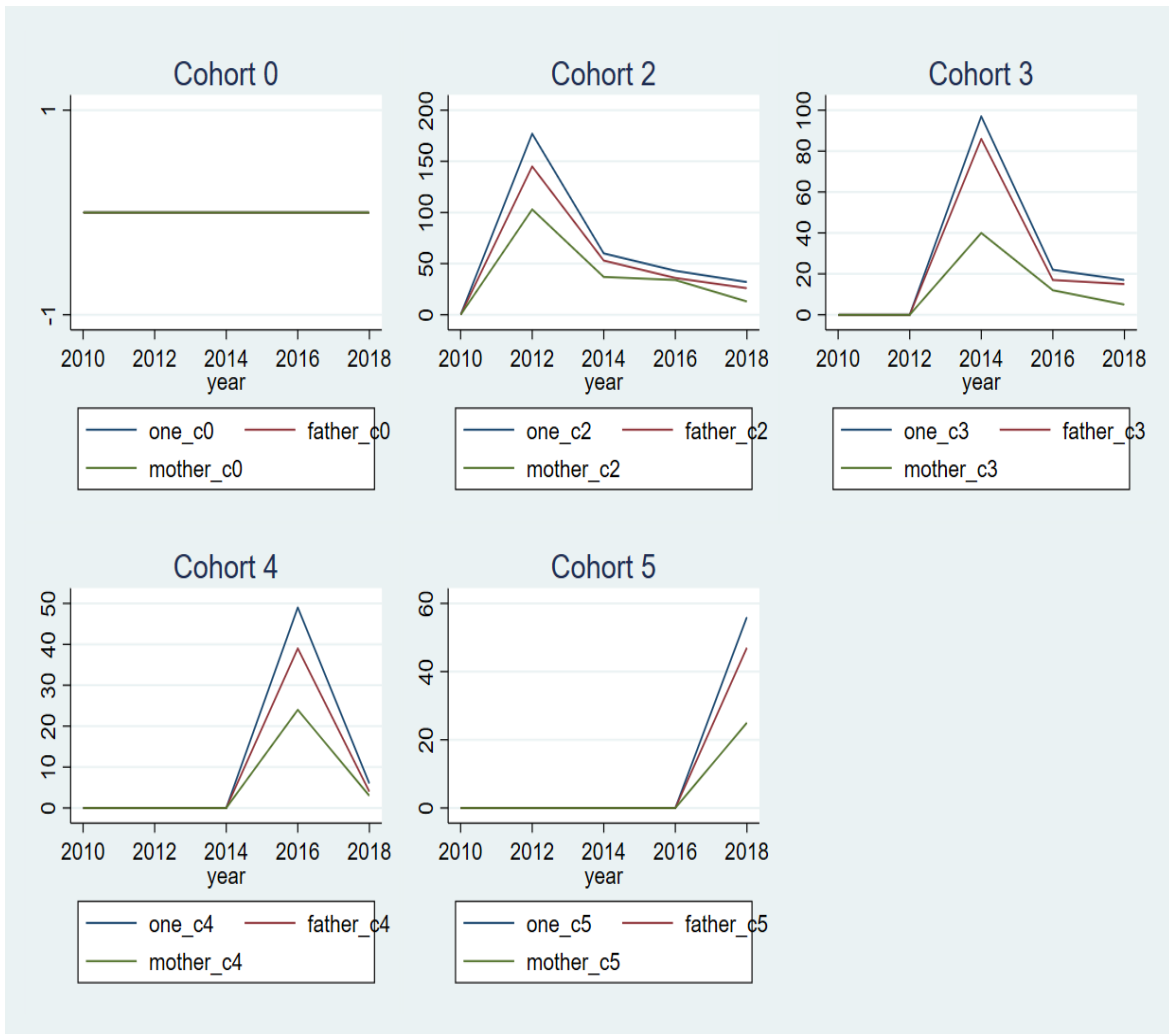 Cohort 0
1
-1
2010 2012 2014 2016 2018
year
one_c0 father_c0
mother_c0
Cohort 2
200
150
100
50
0
2010 2012 2014 2016 2018
year
one_c2 father_c2
mother_c2
Cohort 3
100
80
60
40
20
0
2010 2012 2014 2016 2018
year
one_c3 father_c3
mother_c3
Cohort 4
50
40
30
20
10
0
2010 2012 2014 2016 2018
year
one_c4 father_c4
mother_c4
Cohort 5
60
40
20
0
2010 2012 2014 2016 2018
year
one_c5 father_c5
mother_c5